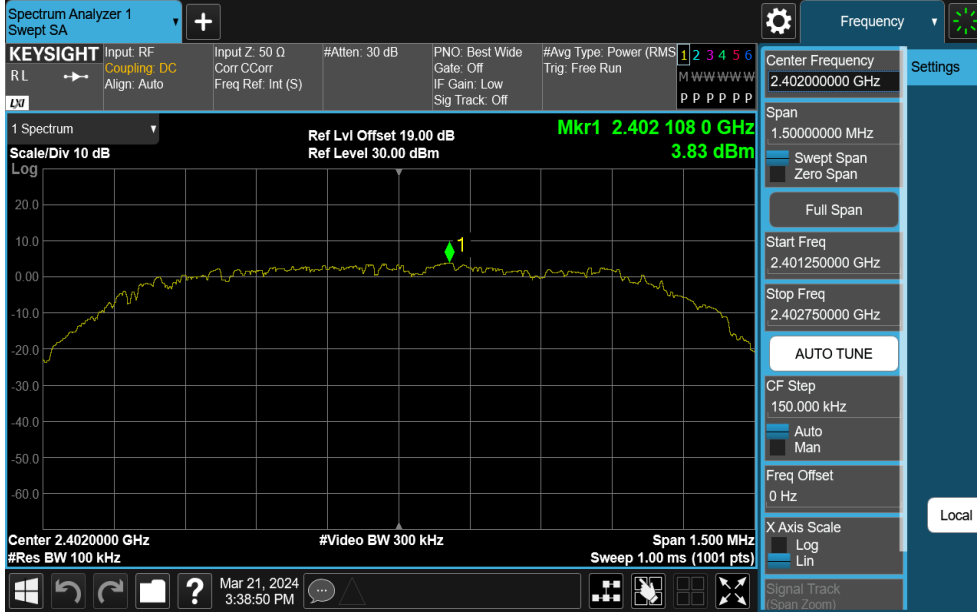 Spectrum Analyzer 1
Swept SA
+
Frequency
KEYSIGHT
R L
LXI
Input: RF
Coupling: DC
Align: Auto
Input Z: 50 Ω
Corr CCorr
Freq Ref: Int (S)
#Atten: 30 dB
PNO: Best Wide
Gate: Off
IF Gain: Low
Sig Track: Off
#Avg Type: Power (RMS
Trig: Free Run
1 2 3 4 5 6
M W W W W W
P P P P P P
1 Spectrum
Scale/Div 10 dB
Log
Ref Lvl Offset 19.00 dB
Ref Level 30.00 dBm
Mkr1 2.402 108 0 GHz
3.83 dBm
20.0
10.0
0.00
-10.0
-20.0
-30.0
-40.0
-50.0
-60.0
1
Center 2.4020000 GHz
#Res BW 100 kHz
#Video BW 300 kHz
Span 1.500 MHz
Sweep 1.00 ms (1001 pts)
?
Mar 21, 2024
3:38:50 PM
Center Frequency
2.402000000 GHz
Span
1.50000000 MHz
Swept Span
Zero Span
Full Span
Start Freq
2.401250000 GHz
Stop Freq
2.402750000 GHz
AUTO TUNE
CF Step
150.000 kHz
Auto
Man
Freq Offset
0 Hz
X Axis Scale
Log
Lin
Signal Track
(Span Zoom)
Settings
Local